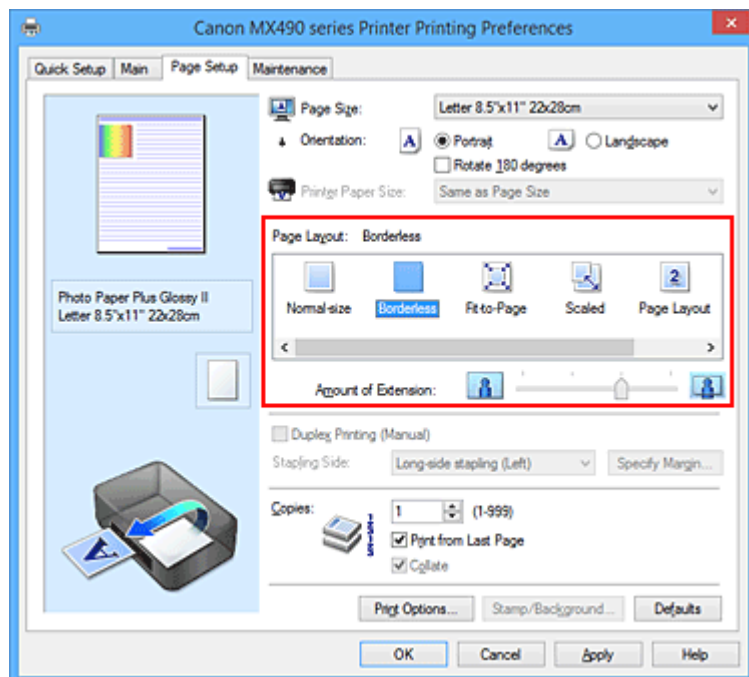 Canon MX490 series Printer Printing Preferences
Quick Setup Main Page Setup Maintenance
Page Size: Letter 8.5"x11" 22x28cm
Orientation: A Portrait A Landscape
Rotate 180 degrees
Printer Paper Size: Same as Page Size
Page Layout: Borderless
2
Normal-size Borderless Fit-to-Page Scaled Page Layout
Photo Paper Plus Glossy II
Letter 8.5"x11" 22x28cm
Amount of Extension:
Duplex Printing (Manual)
Stapling Side: Long-side stapling (Left) Specify Margin...
Copies: 1 (1-999)
Print from Last Page
Collate
A
Print Options... Stamp/Background... Defaults
OK Cancel Apply Help